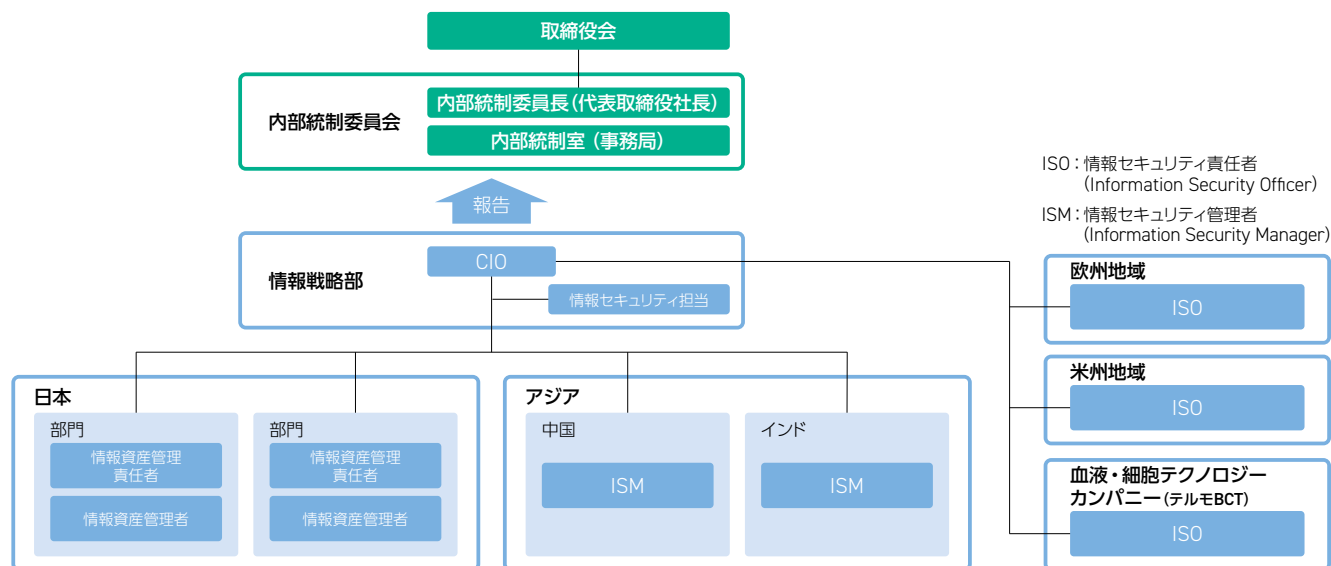 取締役会
内部統制委員会
内部統制委員長（代表取締役社長）
内部統制室（事務局）
報告
ISO：情報セキュリティ責任者
（Information Security Officer）
ISM：情報セキュリティ管理者
（Information Security Manager）
情報戦略部
CIO
情報セキュリティ担当
日本
部門
情報資産管理
責任者
情報資産管理者
部門
情報資産管理
責任者
情報資産管理者
アジア
中国
ISM
インド
ISM
欧州地域
ISO
米州地域
ISO
血液・細胞テクノロジー
カンパニー（テルモBCT）
ISO